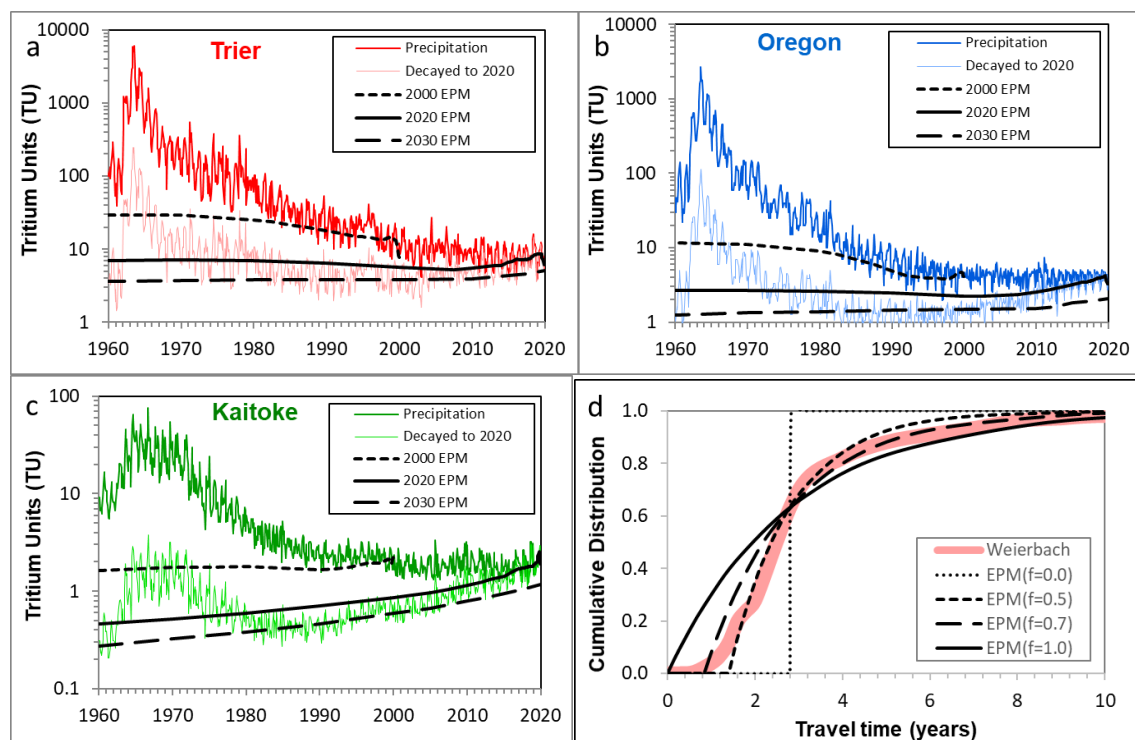 a
Trier
Precipitation
Decayed to 2020
2000 EPM
2020 EPM
2030 EPM
Tritium Units (TU)
10000
1000
100
10
1
1960 1970 1980 1990 2000 2010 2020
b
Oregon
Precipitation
Decayed to 2020
2000 EPM
2020 EPM
2030 EPM
Tritium Units (TU)
10000
1000
100
10
1
1960 1970 1980 1990 2000 2010 2020
c
Kaitoke
Precipitation
Decayed to 2020
2000 EPM
2020 EPM
2030 EPM
Tritium Units (TU)
100
10
1
0.1
1960 1970 1980 1990 2000 2010 2020
d
Cumulative Distribution
1.0
0.8
0.6
0.4
0.2
0.0
Weierbach
EPM(f=0.0)
EPM(f=0.5)
EPM(f=0.7)
EPM(f=1.0)
0 2 4 6 8 10
Travel time (years)